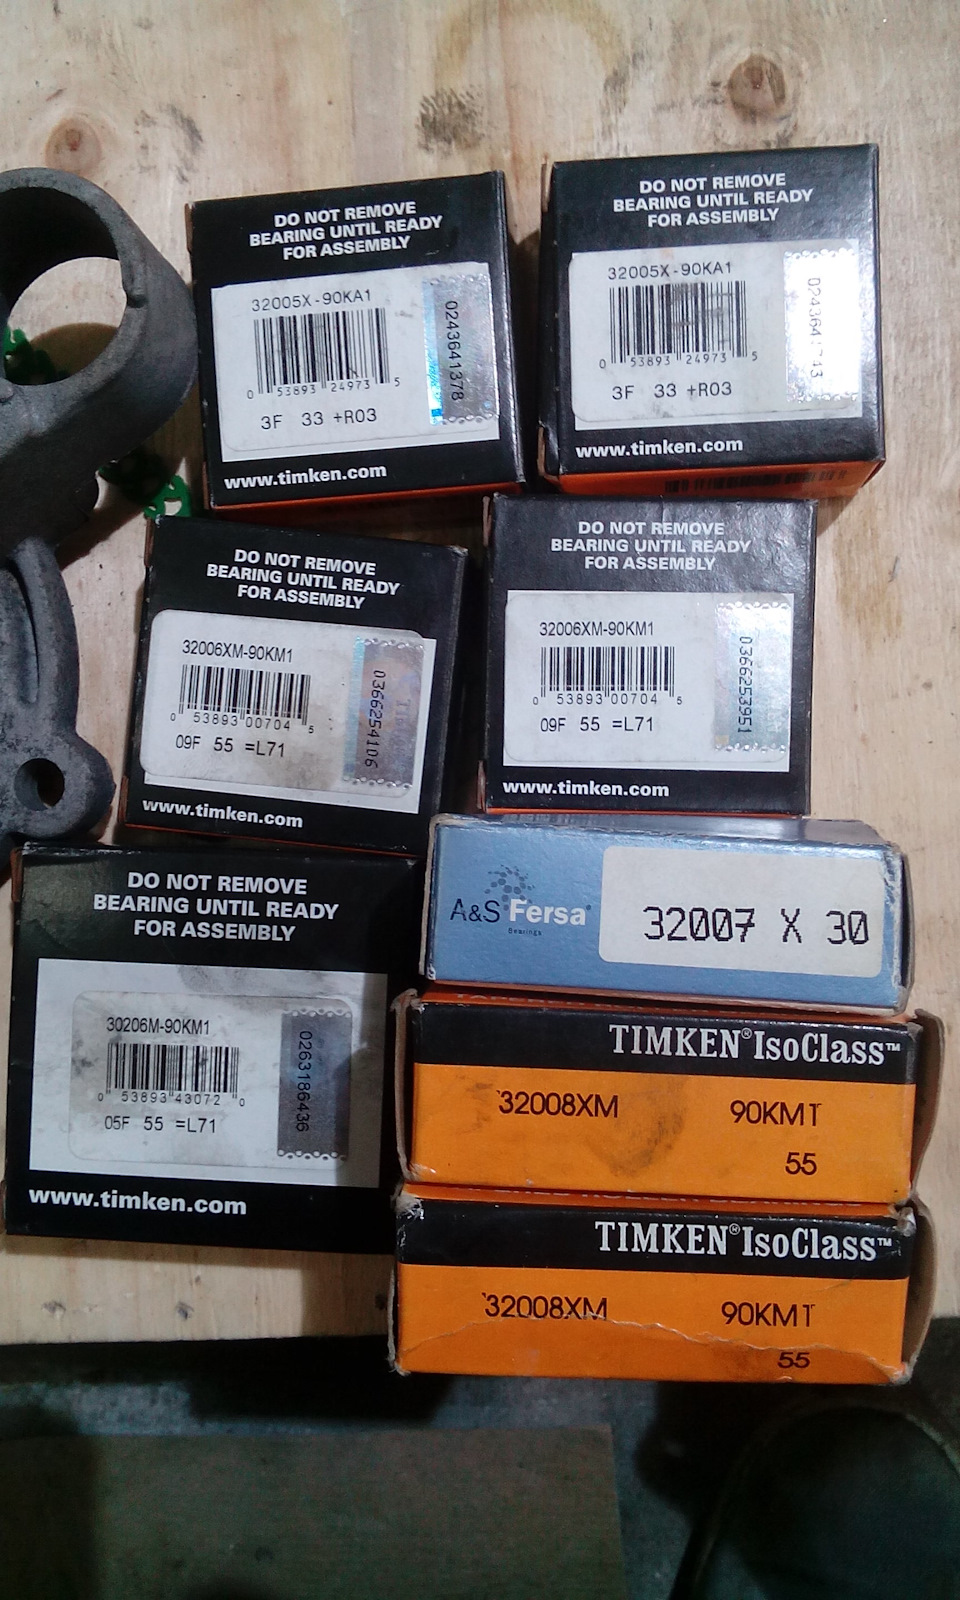 DO NOT REMOVE
BEARING UNTIL READY
FOR ASSEMBLY
32005X-90KA1
0 53893 24973 5
3F 33 +R03
0243641378
www.timken.com
DO NOT REMOVE
BEARING UNTIL READY
FOR ASSEMBLY
32005X-90KA1
0 53893 24973 5
3F 33 +R03
www.timken.com
DO NOT REMOVE
BEARING UNTIL READY
FOR ASSEMBLY
32006XM-90KM1
0 53893 00704 5
09F 55 =L71
0366254106
www.timken.com
DO NOT REMOVE
BEARING UNTIL READY
FOR ASSEMBLY
32006XM-90KM1
0 53893 00704 5
09F 55 =L71
0366253951
www.timken.com
DO NOT REMOVE
BEARING UNTIL READY
FOR ASSEMBLY
30206M-90KM1
0 53893 43072 0
05F 55 =L71
0263186436
www.timken.com
A&S Fersa®
Bearings
32007 X 30
TIMKEN® IsoClass™
32008XM 90KM1
55
TIMKEN® IsoClass™
32008XM 90KM1
55